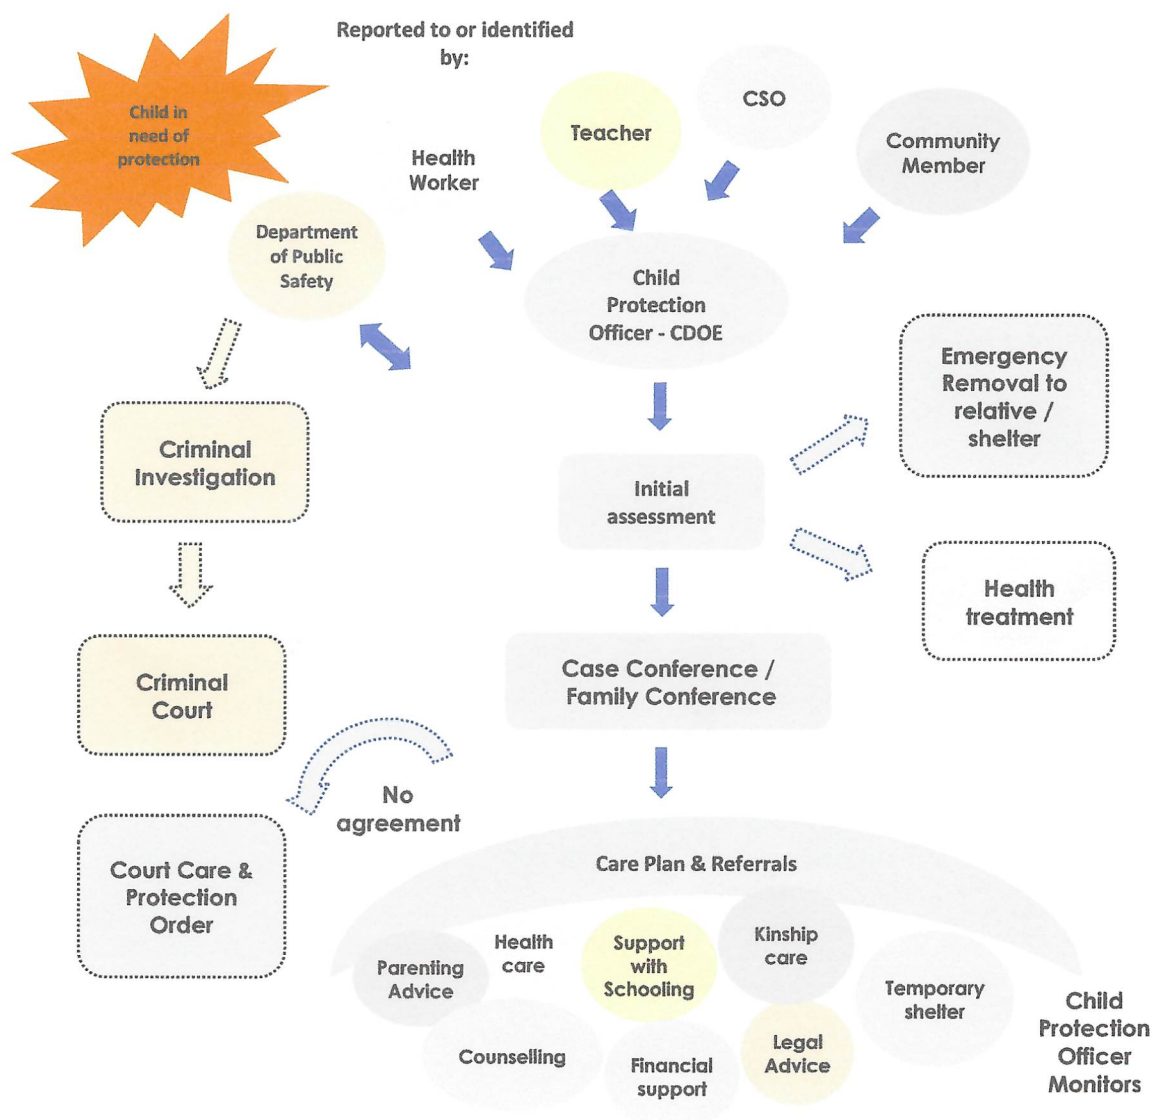 Reported to or identified
by:
Child in
need of
protection
Health
Worker
Teacher
CSO
Community
Member
Department
of Public
Safety
Child
Protection
Officer - CDOE
Emergency
Removal to
relative /
shelter
Criminal
Investigation
Initial
assessment
Health
treatment
Criminal
Court
Case Conference /
Family Conference
No
agreement
Court Care &
Protection
Order
Care Plan & Referrals
Parenting
Advice
Health
care
Support
with
Schooling
Kinship
care
Temporary
shelter
Counselling
Financial
support
Legal
Advice
Child
Protection
Officer
Monitors